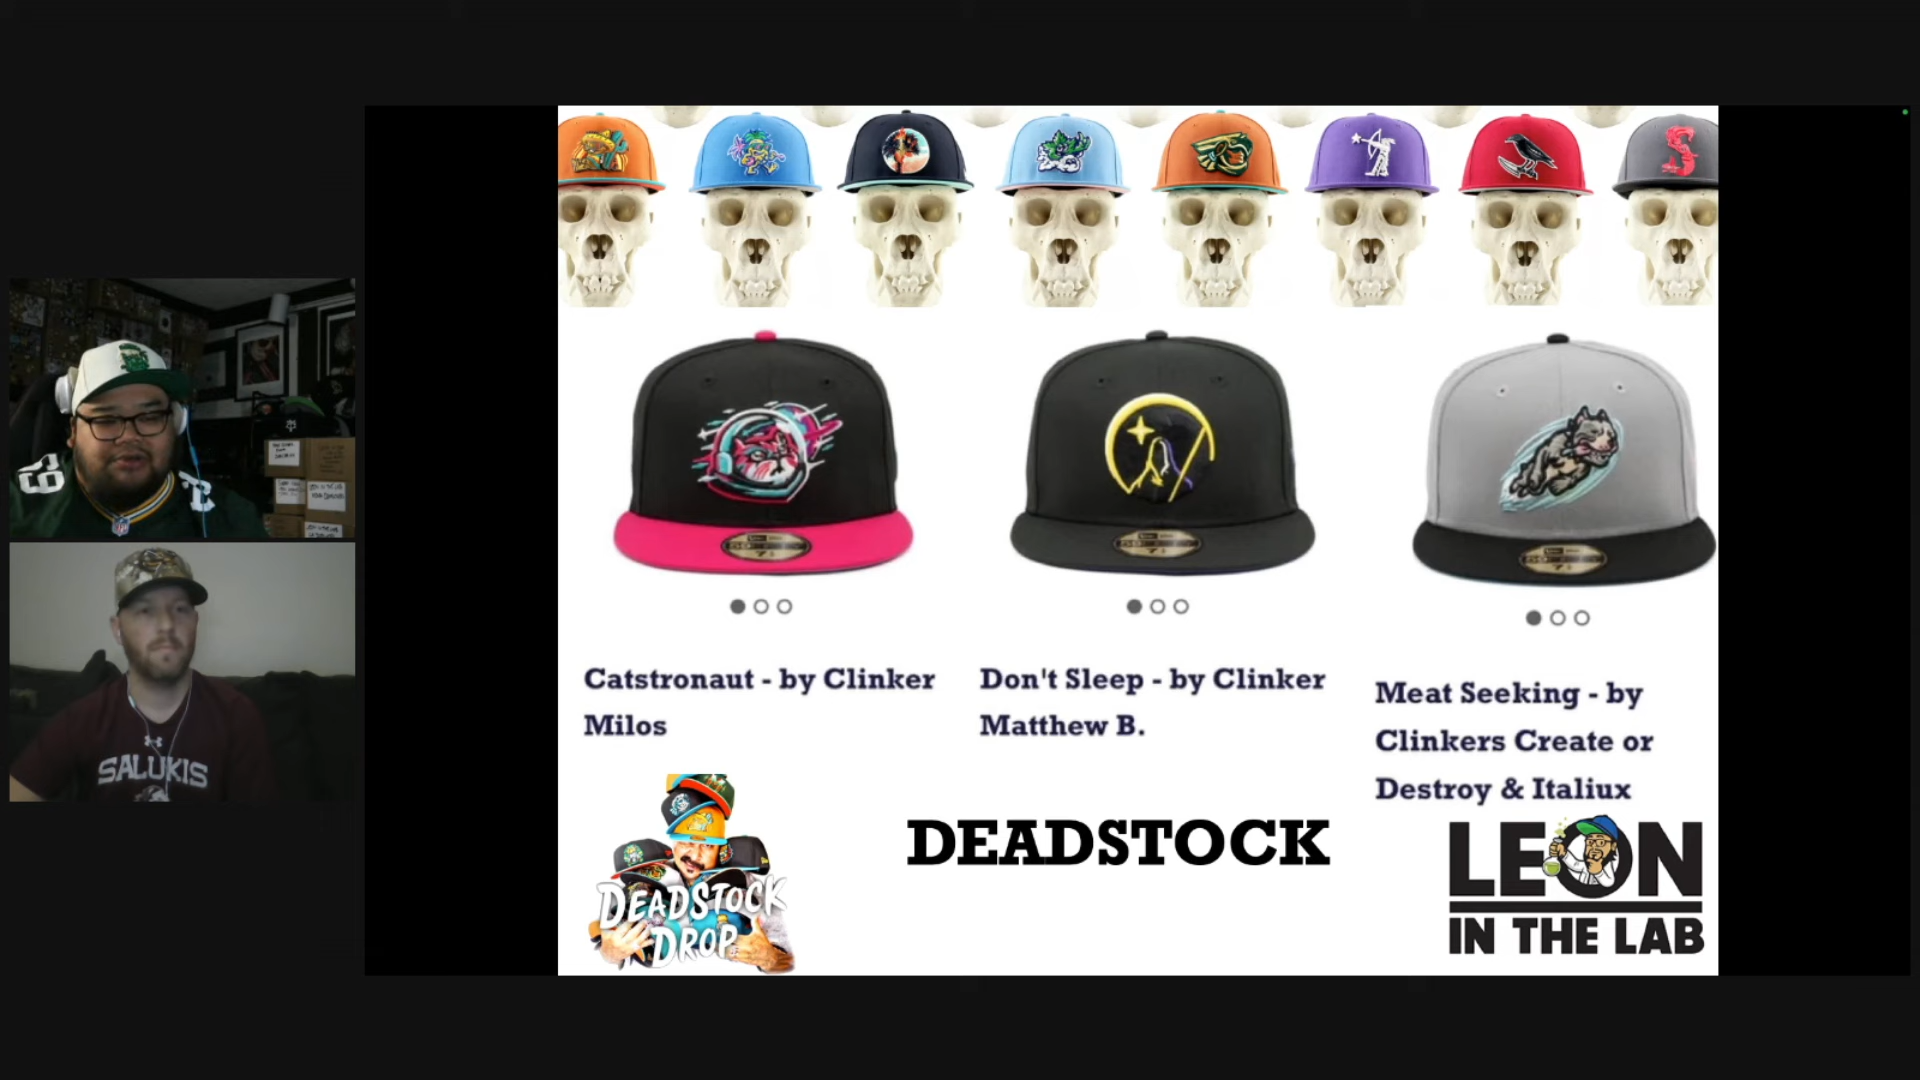 Catstronaut - by Clinker
Milos
Don't Sleep - by Clinker
Matthew B.
Meat Seeking - by
Clinkers Create or
Destroy & Italiux
DEADSTOCK
DROP
DEADSTOCK
LEON
IN THE LAB
SALUKIS